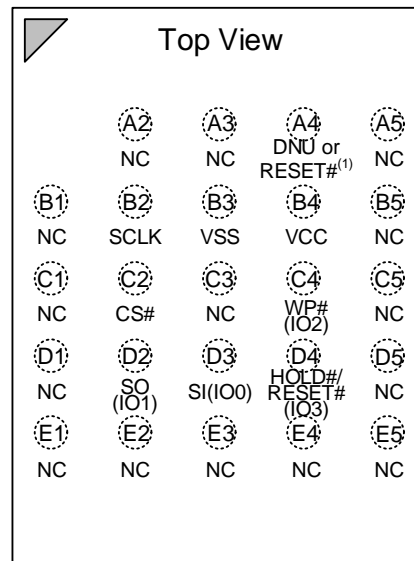 Top View
A2 A3 A4 A5
NC NC DNU or RESET#(1) NC
B1 B2 B3 B4 B5
NC SCLK VSS VCC NC
C1 C2 C3 C4 C5
NC CS# NC WP# (IO2) NC
D1 D2 D3 D4 D5
NC SO (IO1) SI(IO0) HOLD#/ RESET# (IO3) NC
E1 E2 E3 E4 E5
NC NC NC NC NC